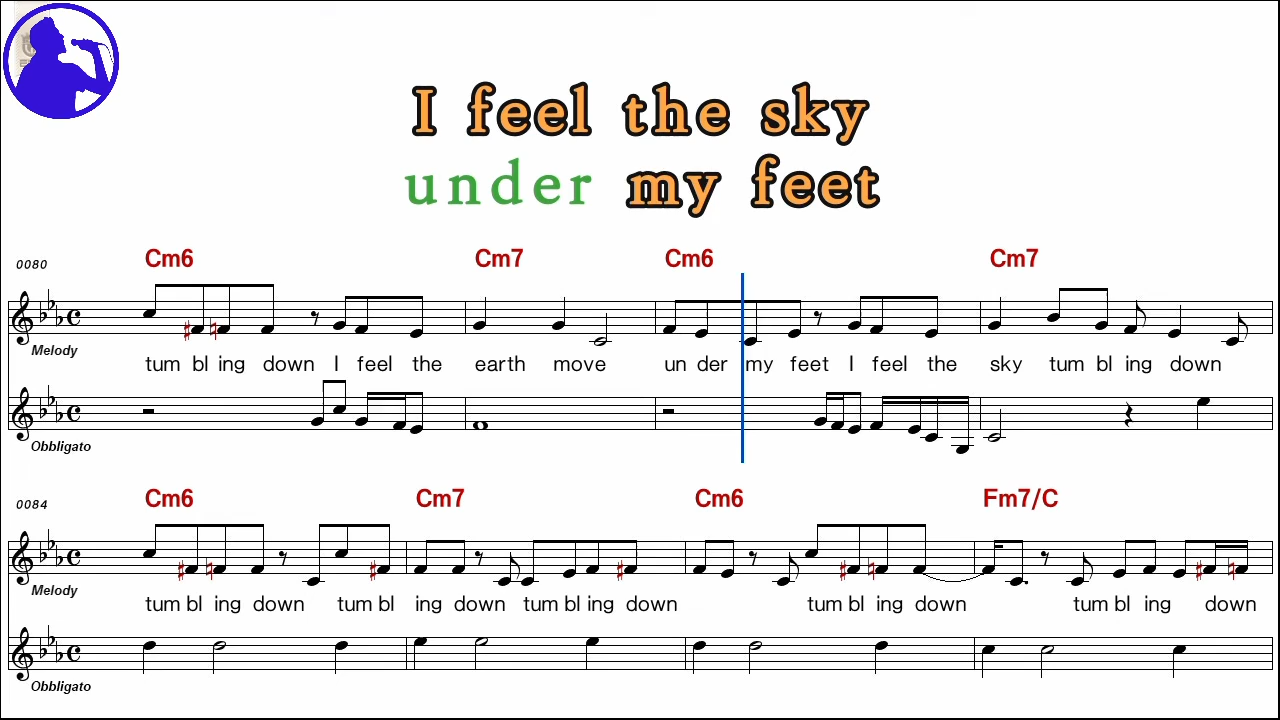 I feel the sky
under my feet
0080 Cm6 Cm7 Cm6 Cm7
Melody
tum bl ing down I feel the earth move un der my feet I feel the sky tum bl ing down
Obbligato
0084 Cm6 Cm7 Cm6 Fm7/C
Melody
tum bl ing down tum bl ing down tum bl ing down tum bl ing down tum bl ing down
Obbligato